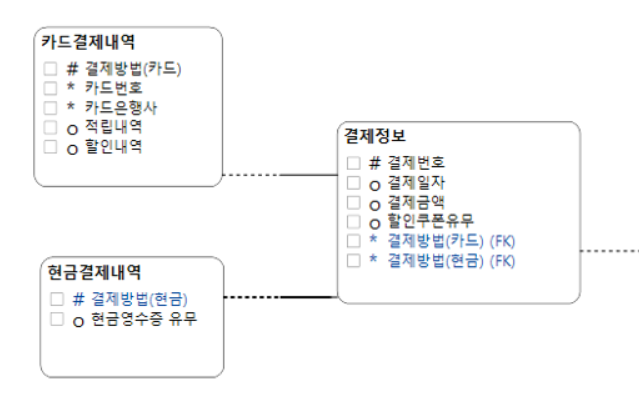 카드결제내역
# 결제방법(카드)
* 카드번호
* 카드은행사
o 적립내역
o 할인내역
결제정보
# 결제번호
o 결제일자
o 결제금액
o 할인쿠폰유무
* 결제방법(카드) (FK)
* 결제방법(현금) (FK)
현금결제내역
# 결제방법(현금)
o 현금영수증 유무